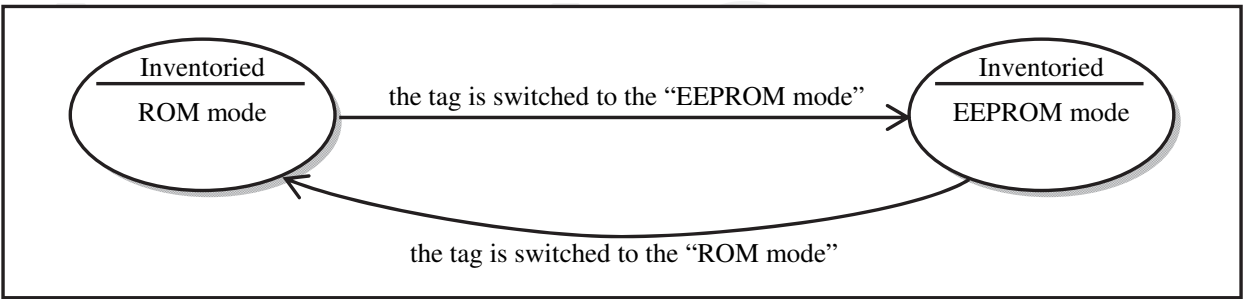 Inventoried
ROM mode
the tag is switched to the “EEPROM mode”
Inventoried
EEPROM mode
the tag is switched to the “ROM mode”